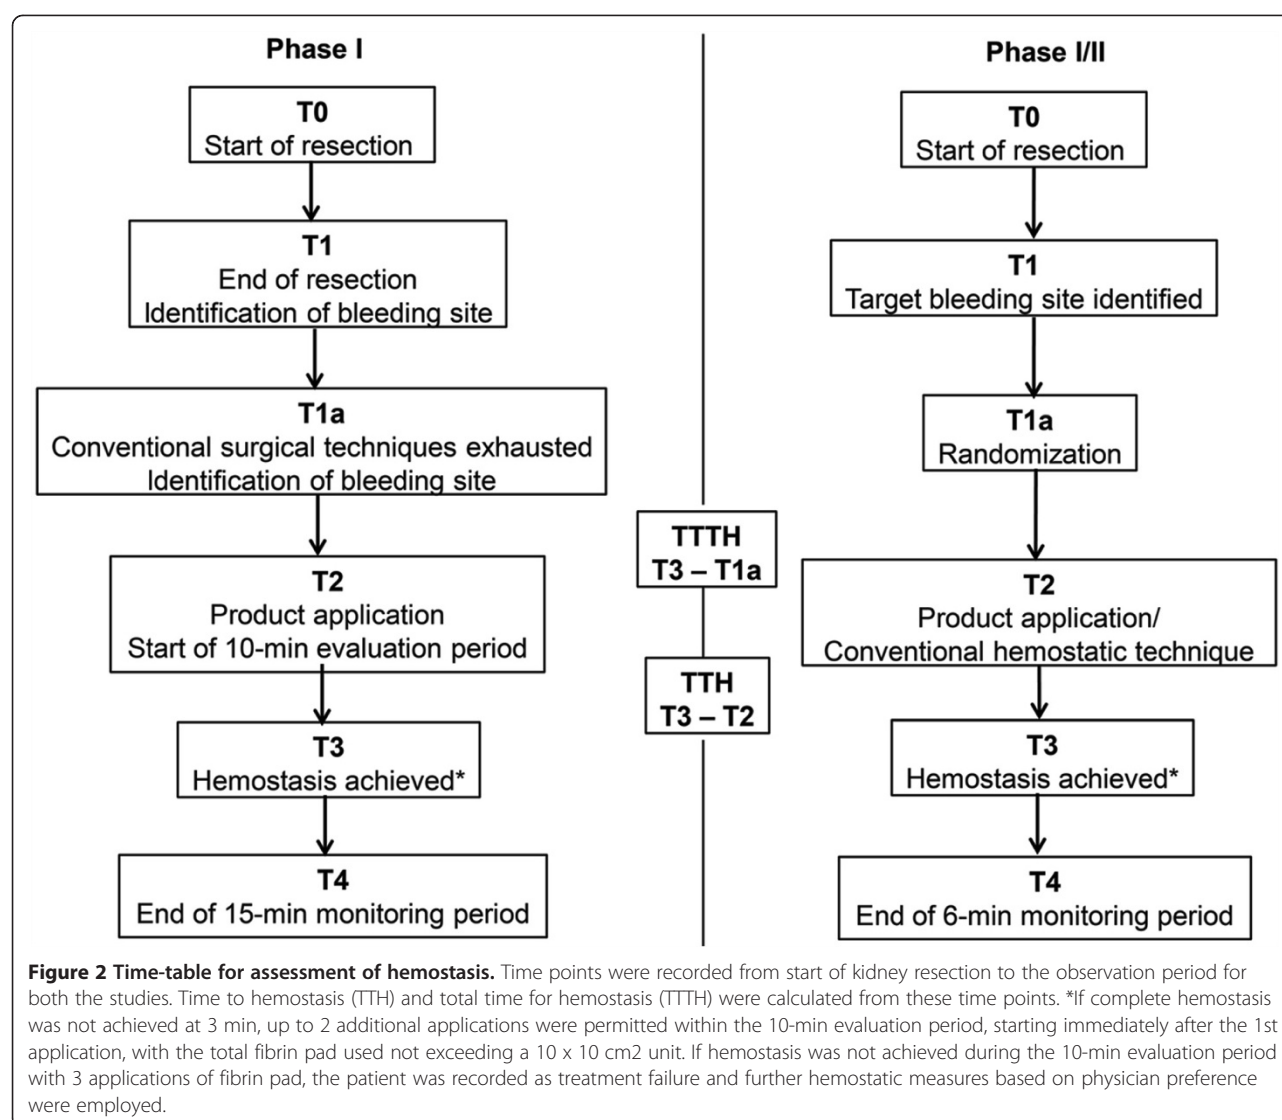 Phase I
T0
Start of resection
T1
End of resection
Identification of bleeding site
T1a
Conventional surgical techniques exhausted
Identification of bleeding site
T2
Product application
Start of 10-min evaluation period
T3
Hemostasis achieved*
T4
End of 15-min monitoring period
TTTH
T3 – T1a
TTH
T3 – T2
Phase I/II
T0
Start of resection
T1
Target bleeding site identified
T1a
Randomization
T2
Product application/
Conventional hemostatic technique
T3
Hemostasis achieved*
T4
End of 6-min monitoring period
Figure 2 Time-table for assessment of hemostasis. Time points were recorded from start of kidney resection to the observation period for
both the studies. Time to hemostasis (TTH) and total time for hemostasis (TTTH) were calculated from these time points. *If complete hemostasis
was not achieved at 3 min, up to 2 additional applications were permitted within the 10-min evaluation period, starting immediately after the 1st
application, with the total fibrin pad used not exceeding a 10 x 10 cm2 unit. If hemostasis was not achieved during the 10-min evaluation period
with 3 applications of fibrin pad, the patient was recorded as treatment failure and further hemostatic measures based on physician preference
were employed.